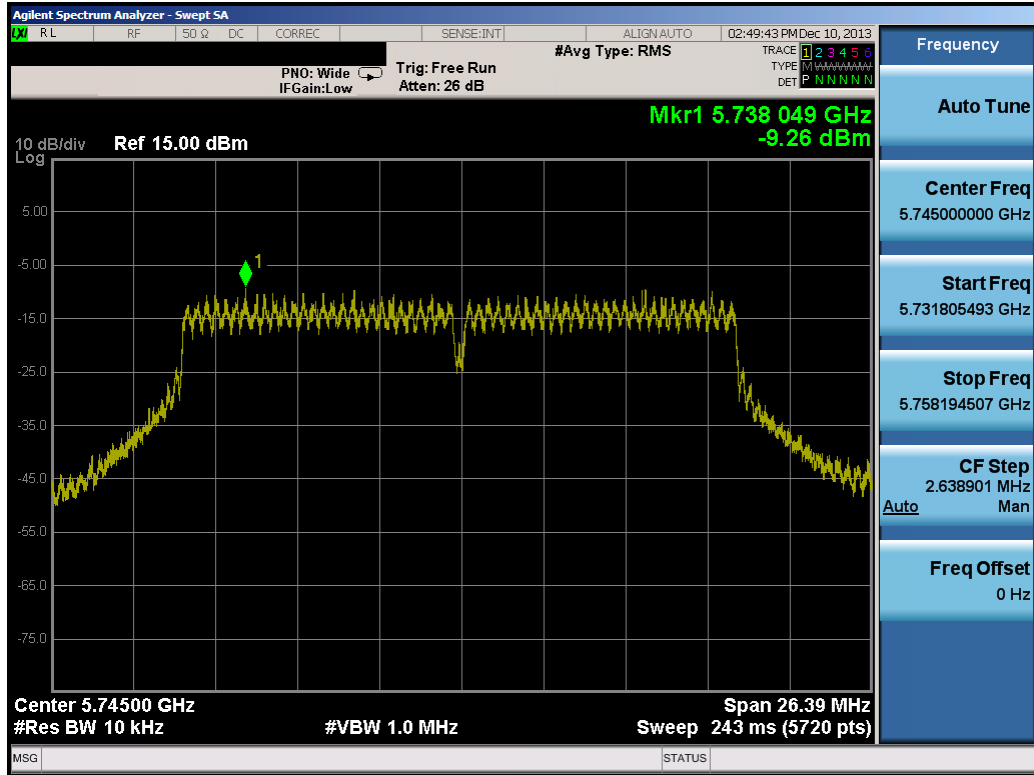 Agilent Spectrum Analyzer - Swept SA
LXI RL RF 50 Ω DC CORREC SENSE:INT ALIGN AUTO 02:49:43 PM Dec 10, 2013
#Avg Type: RMS
TRACE 1 2 3 4 5 6
TYPE M WWWWW
DET P N N N N N
PNO: Wide
IFGain:Low
Trig: Free Run
Atten: 26 dB
Mkr1 5.738 049 GHz
-9.26 dBm
10 dB/div
Log
Ref 15.00 dBm
1
5.00
-5.00
-15.0
-25.0
-35.0
-45.0
-55.0
-65.0
-75.0
Center 5.74500 GHz
Span 26.39 MHz
#Res BW 10 kHz
#VBW 1.0 MHz
Sweep 243 ms (5720 pts)
MSG
STATUS
Frequency
Auto Tune
Center Freq
5.745000000 GHz
Start Freq
5.731805493 GHz
Stop Freq
5.758194507 GHz
CF Step
2.638901 MHz
Auto Man
Freq Offset
0 Hz